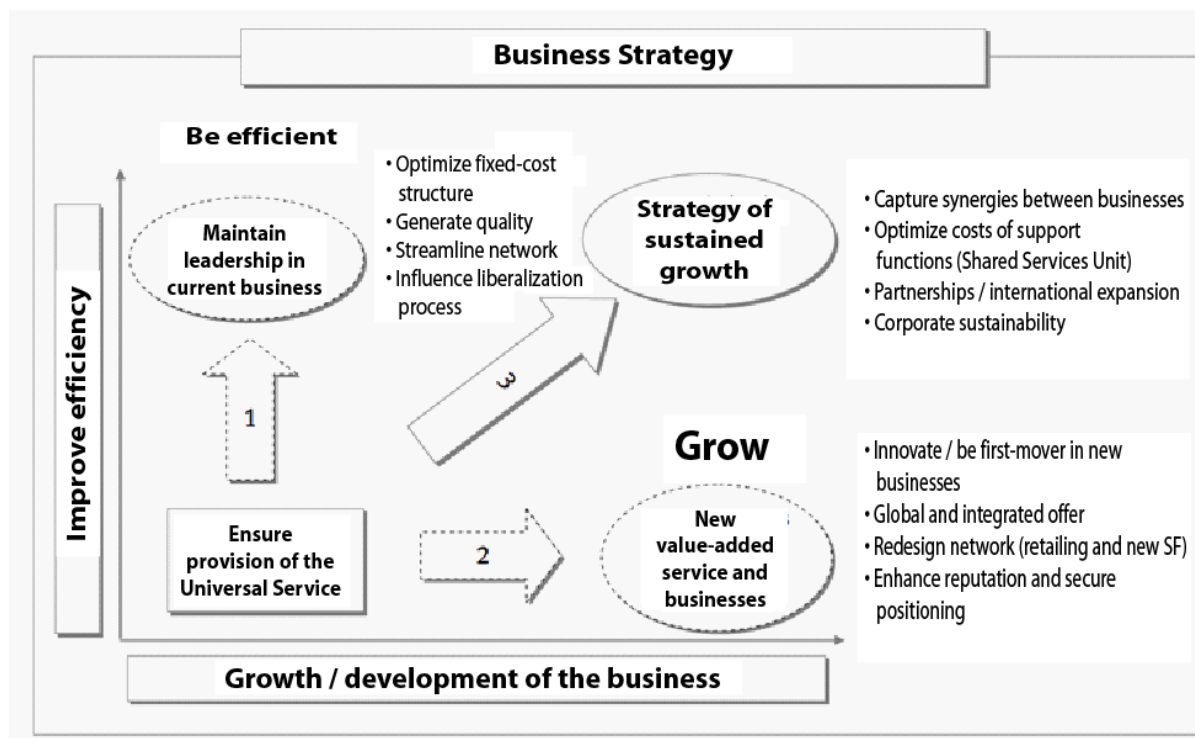 Business Strategy
Be efficient
Maintain
leadership in
current business
• Optimize fixed-cost
structure
• Generate quality
• Streamline network
• Influence liberalization
process
Strategy of
sustained
growth
• Capture synergies between businesses
• Optimize costs of support
functions (Shared Services Unit)
• Partnerships / international expansion
• Corporate sustainability
Improve efficiency
1
3
Ensure
provision of the
Universal Service
2
Grow
New
value-added
service and
businesses
• Innovate / be first-mover in new
businesses
• Global and integrated offer
• Redesign network (retailing and new SF)
• Enhance reputation and secure
positioning
Growth / development of the business